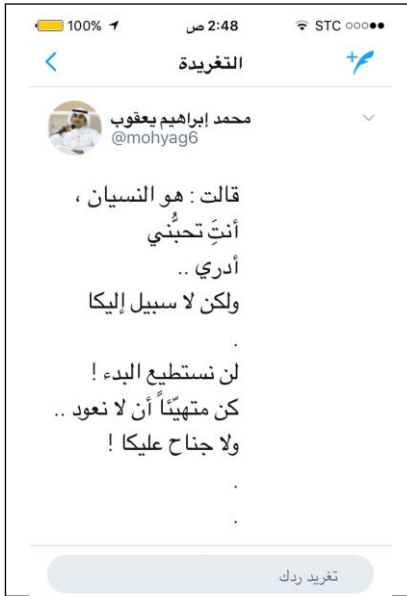 100% 2:48 ص STC
التغريدة
محمد إبراهيم يعقوب
@mohyag6
قالت : هو النسيان ،
أنتَ تحبُّني
أدري ..
ولكن لا سبيل إليكا
.
لن نستطيع البدء !
كن متهيّئاً أن لا نعود ..
ولا جناح عليكا !
.
.
تغريد ردك